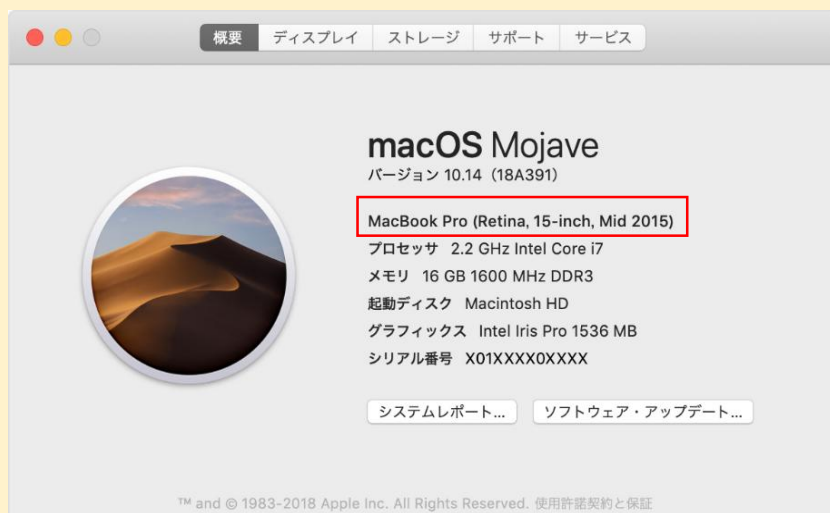 概要 ディスプレイ ストレージ サポート サービス
macOS Mojave
バージョン 10.14（18A391）
MacBook Pro (Retina, 15-inch, Mid 2015)
プロセッサ 2.2 GHz Intel Core i7
メモリ 16 GB 1600 MHz DDR3
起動ディスク Macintosh HD
グラフィックス Intel Iris Pro 1536 MB
シリアル番号 X01XXXX0XXXX
システムレポート... ソフトウェア・アップデート...
™ and © 1983-2018 Apple Inc. All Rights Reserved. 使用許諾契約と保証